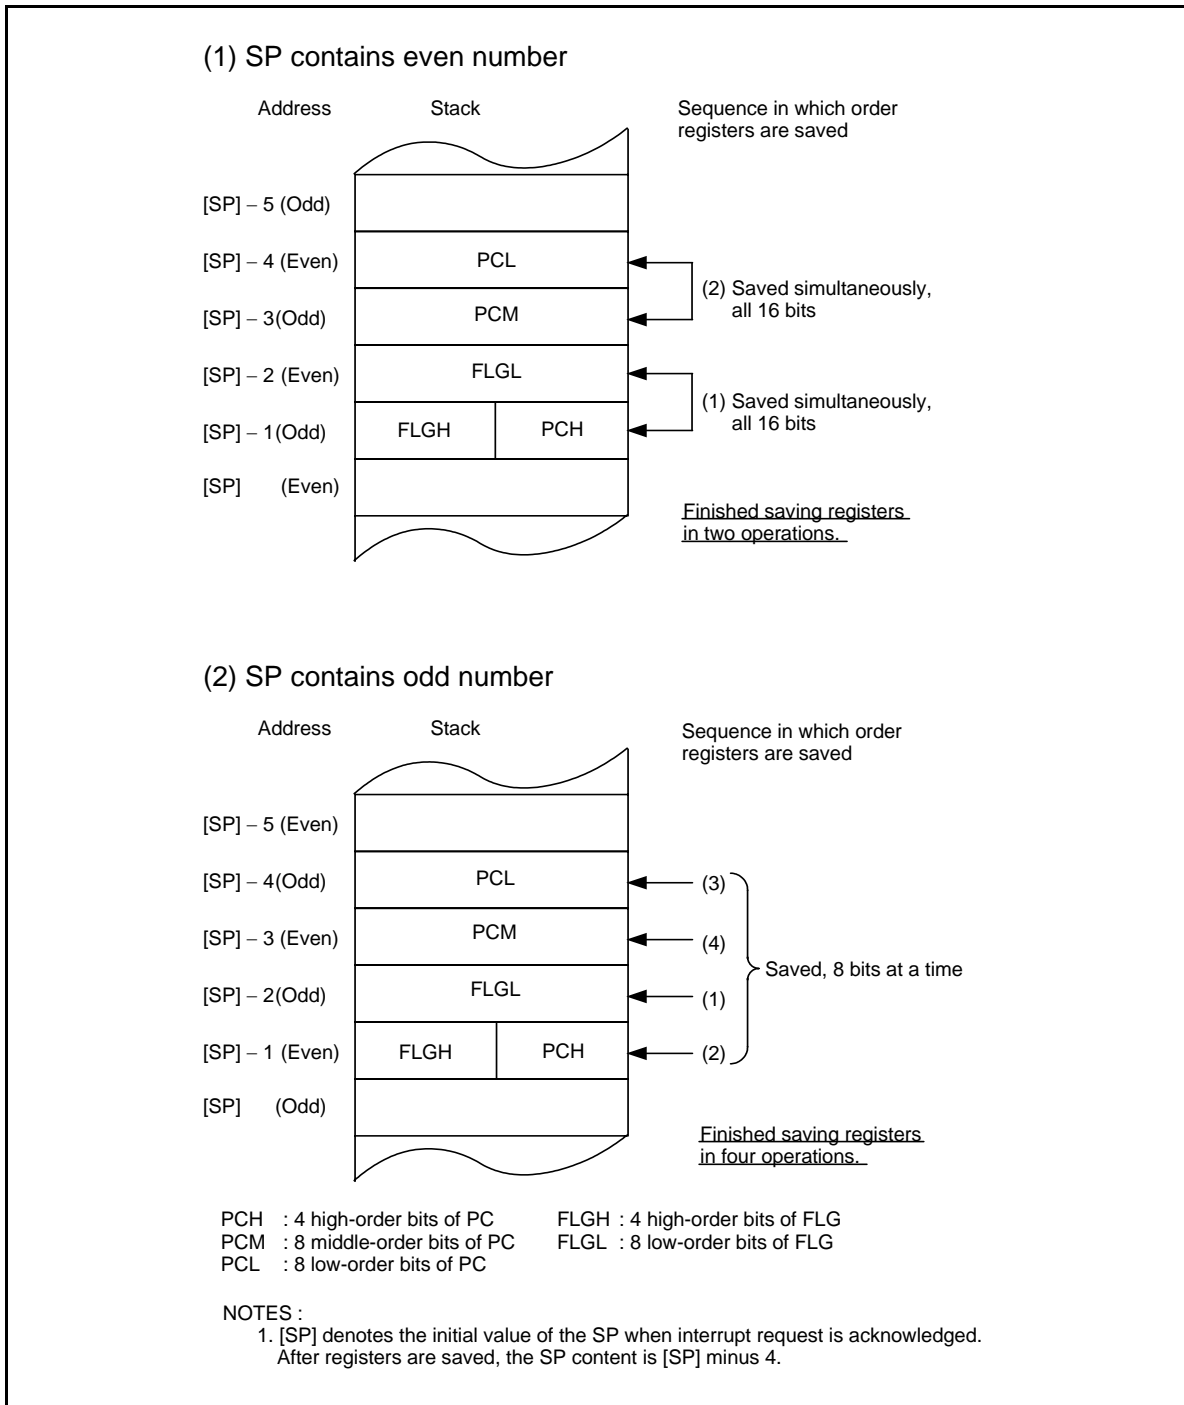 (1) SP contains even number
Address Stack Sequence in which order
registers are saved
[SP] – 5 (Odd)
[SP] – 4 (Even) PCL
(2) Saved simultaneously,
all 16 bits
[SP] – 3(Odd) PCM
[SP] – 2 (Even) FLGL
(1) Saved simultaneously,
all 16 bits
[SP] – 1(Odd) FLGH PCH
[SP] (Even)
Finished saving registers
in two operations.
(2) SP contains odd number
Address Stack Sequence in which order
registers are saved
[SP] – 5 (Even)
[SP] – 4(Odd) PCL (3)
[SP] – 3 (Even) PCM (4)
Saved, 8 bits at a time
[SP] – 2(Odd) FLGL (1)
[SP] – 1 (Even) FLGH PCH (2)
[SP] (Odd)
Finished saving registers
in four operations.
PCH : 4 high-order bits of PC FLGH : 4 high-order bits of FLG
PCM : 8 middle-order bits of PC FLGL : 8 low-order bits of FLG
PCL : 8 low-order bits of PC
NOTES :
1. [SP] denotes the initial value of the SP when interrupt request is acknowledged.
After registers are saved, the SP content is [SP] minus 4.